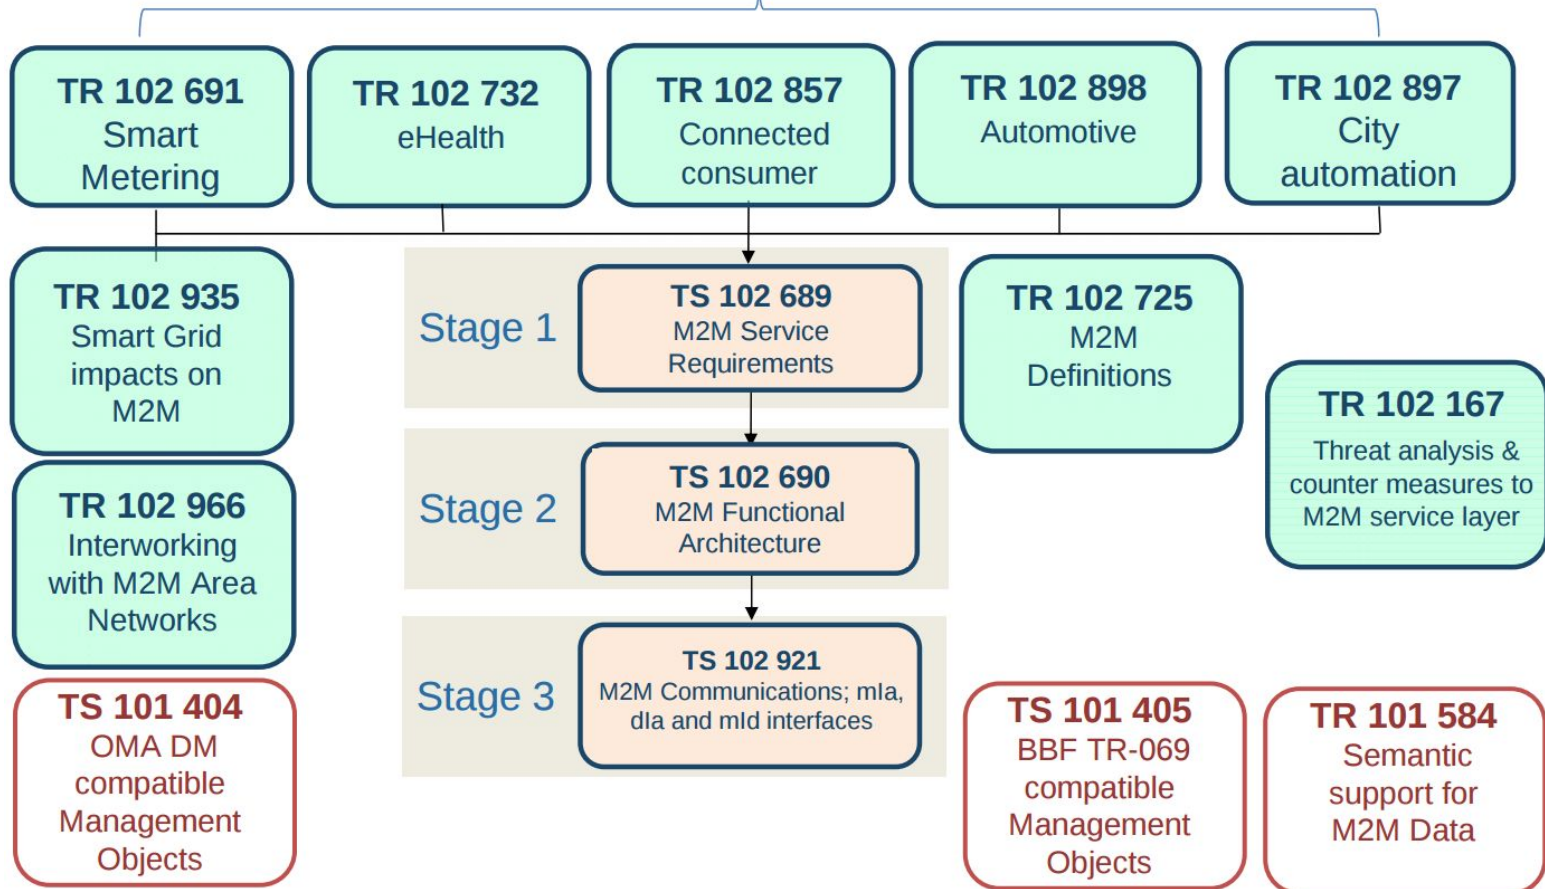 TR 102 691
Smart
Metering
TR 102 732
eHealth
TR 102 857
Connected
consumer
TR 102 898
Automotive
TR 102 897
City
automation
TR 102 935
Smart Grid
impacts on
M2M
Stage 1
TS 102 689
M2M Service
Requirements
TR 102 725
M2M
Definitions
TR 102 167
Threat analysis &
counter measures to
M2M service layer
TR 102 966
Interworking
with M2M Area
Networks
Stage 2
TS 102 690
M2M Functional
Architecture
TS 101 404
OMA DM
compatible
Management
Objects
Stage 3
TS 102 921
M2M Communications; mIa,
dIa and mId interfaces
TS 101 405
BBF TR-069
compatible
Management
Objects
TR 101 584
Semantic
support for
M2M Data